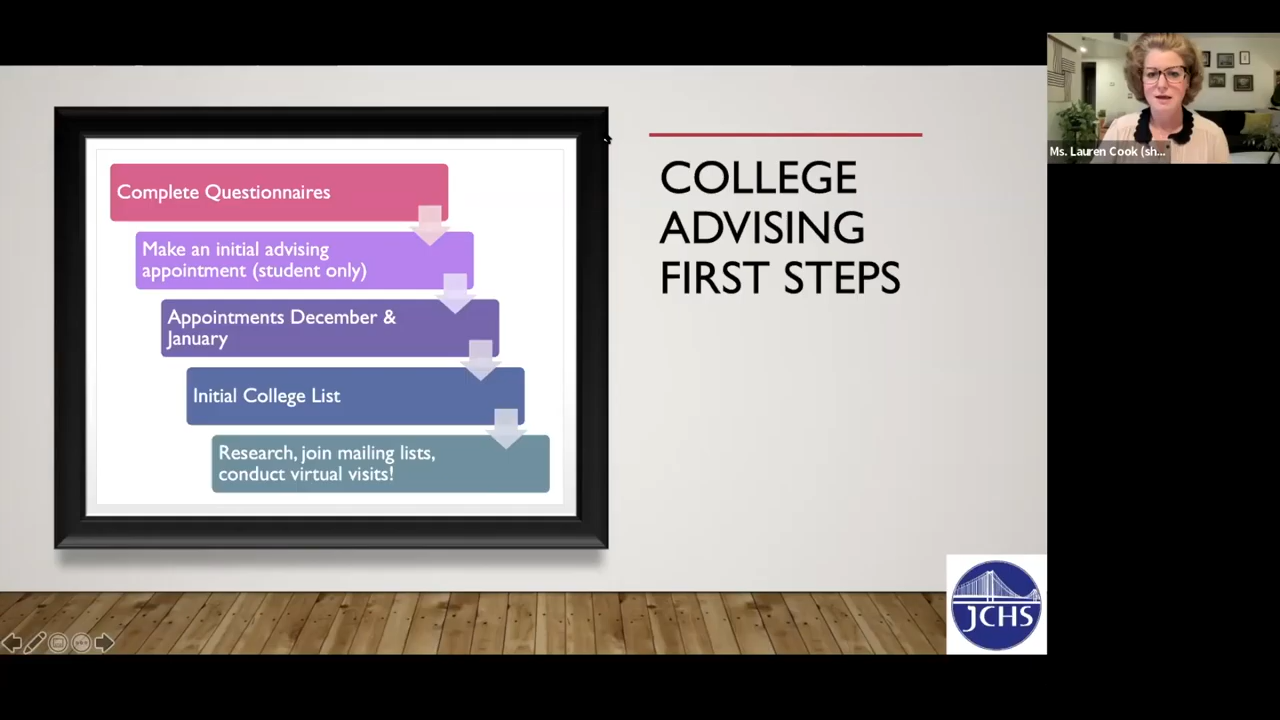 Complete Questionnaires
Make an initial advising
appointment (student only)
Appointments December &
January
Initial College List
Research, join mailing lists,
conduct virtual visits!
COLLEGE
ADVISING
FIRST STEPS
Ms. Lauren Cook (sh...
JCHS